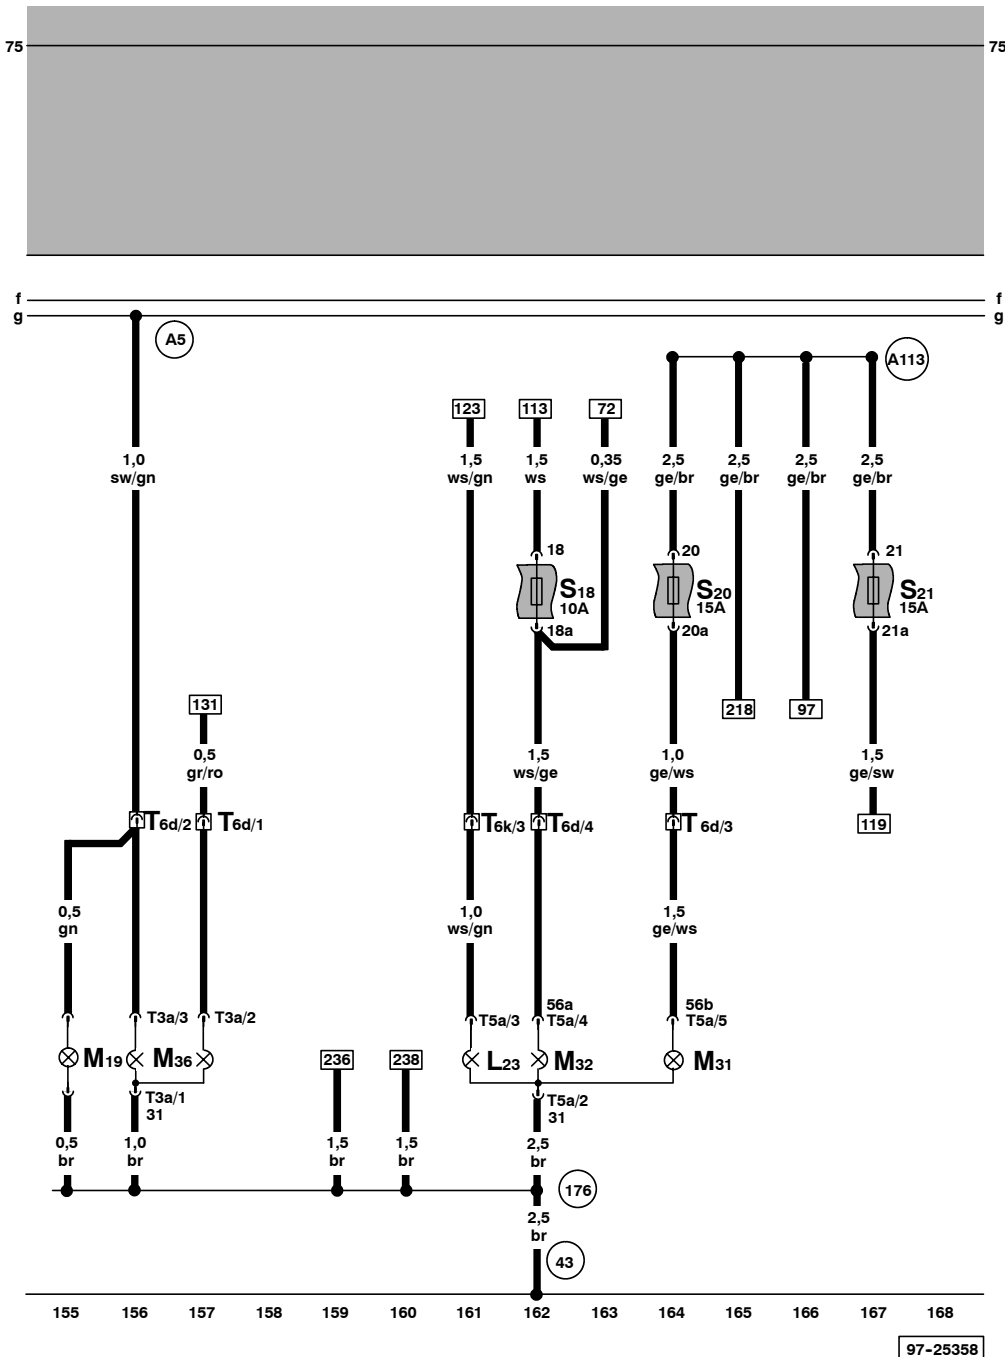 75 75
f f
g g
A5
A113
123 113 72
1,0 1,5 1,5 0,35 2,5 2,5 2,5 2,5
sw/gn ws/gn ws ws/ge ge/br ge/br ge/br ge/br
18 20 21
S18 S20 S21
10A 15A 15A
18a 20a 21a
131 218 97
0,5 1,5 1,0 1,5
gr/ro ws/ge ge/ws ge/sw
T6d/2 T6d/1 T6k/3 T6d/4 T 6d/3 119
0,5 1,0 1,5
gn ws/gn ge/ws
56a 56b
T3a/3 T3a/2 T5a/3 T5a/4 T5a/5
M19 M36 236 238 L23 M32 M31
T3a/1 T5a/2
31 31
0,5 1,0 1,5 1,5 2,5
br br br br br
176
2,5
br
43
155 156 157 158 159 160 161 162 163 164 165 166 167 168
97-25358